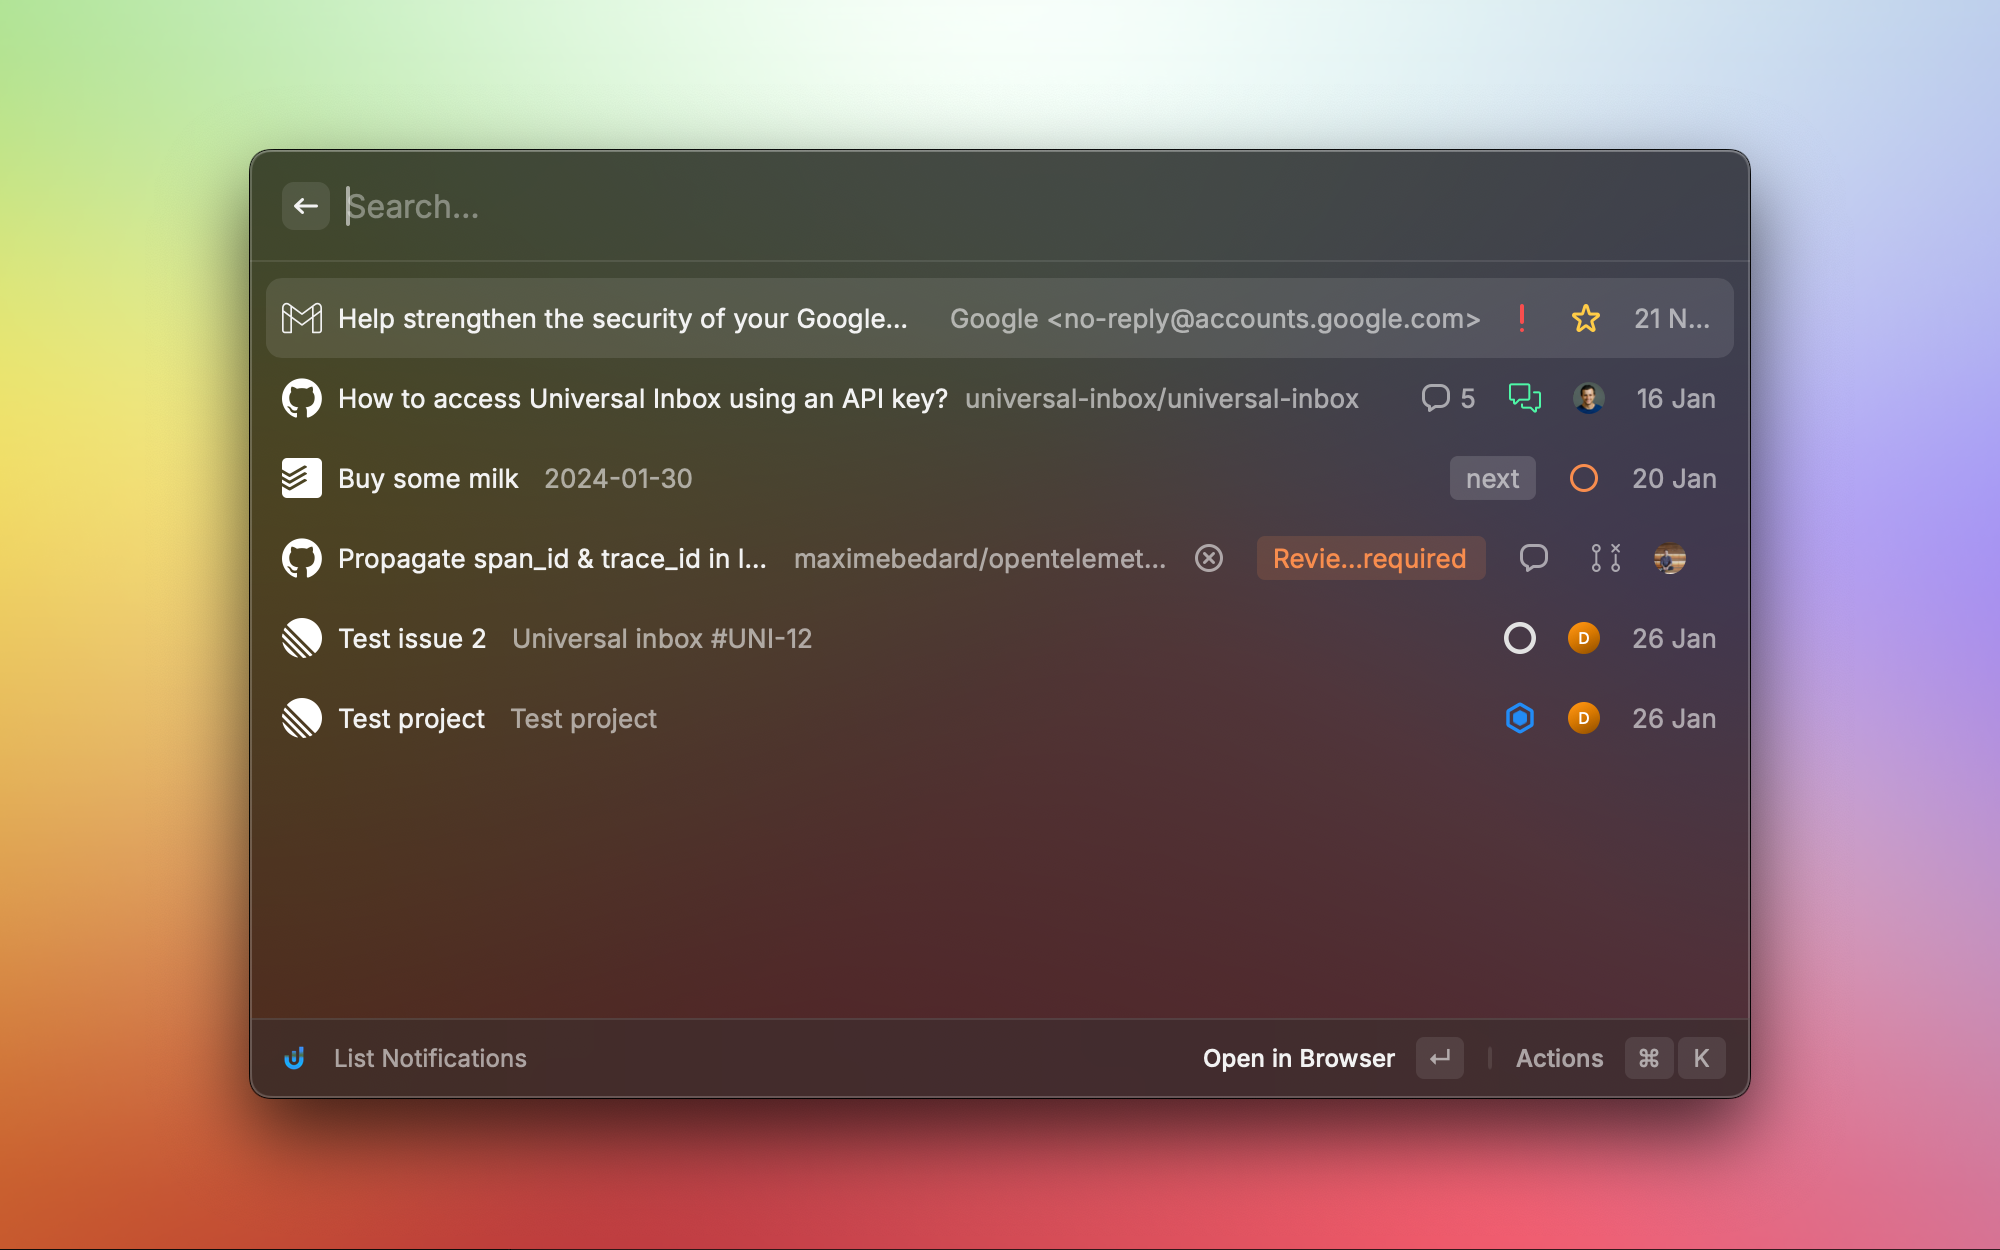 Search...
Help strengthen the security of your Google... Google <no-reply@accounts.google.com> 21 N...
How to access Universal Inbox using an API key? universal-inbox/universal-inbox 5 16 Jan
Buy some milk 2024-01-30 next 20 Jan
Propagate span_id & trace_id in l... maximebedard/opentelemet... Revie...required
Test issue 2 Universal inbox #UNI-12 D 26 Jan
Test project Test project D 26 Jan
List Notifications Open in Browser ↵ Actions ⌘ K